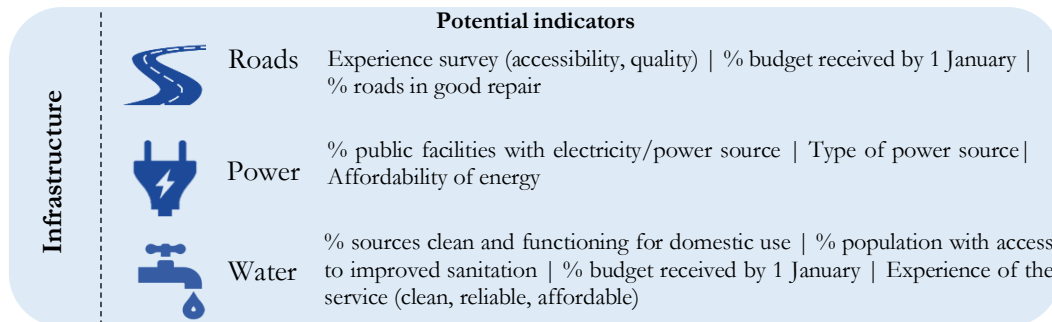 Potential indicators
Infrastructure
Roads
Experience survey (accessibility, quality) | % budget received by 1 January |
% roads in good repair
Power
% public facilities with electricity/power source | Type of power source|
Affordability of energy
Water
% sources clean and functioning for domestic use | % population with access
to improved sanitation | % budget received by 1 January | Experience of the
service (clean, reliable, affordable)